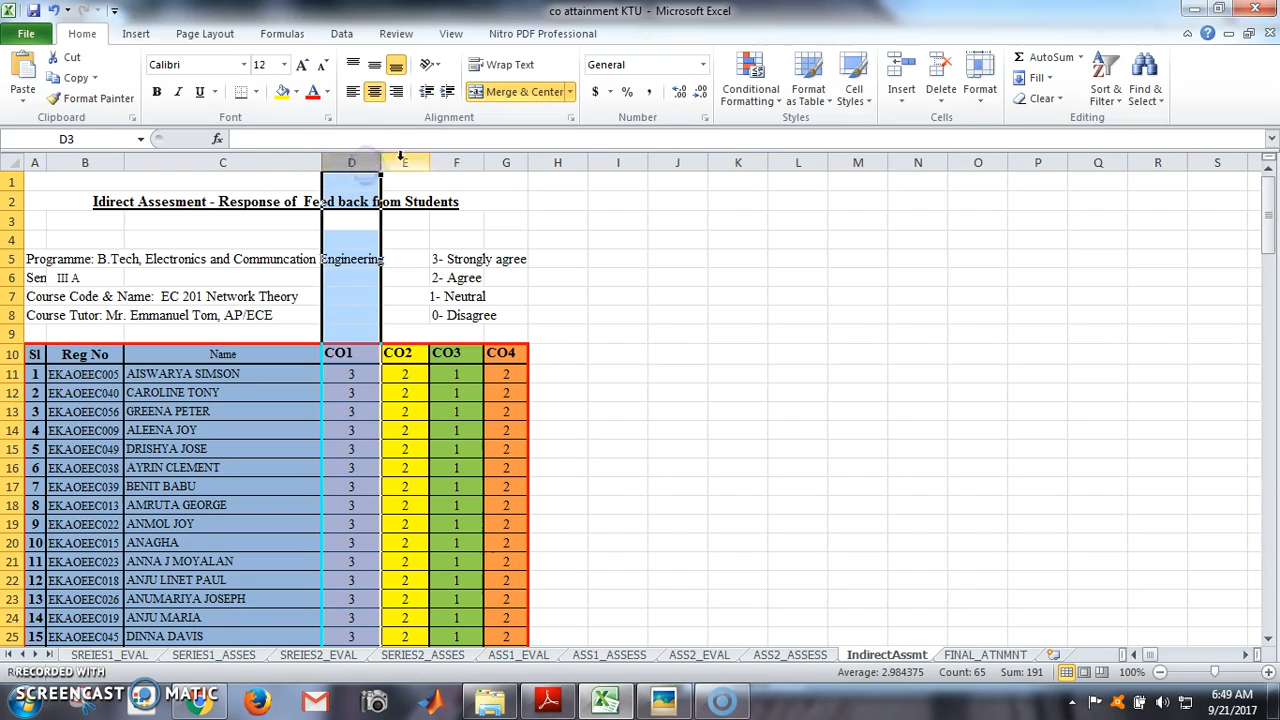 co attainment KTU - Microsoft Excel
File Home Insert Page Layout Formulas Data Review View Nitro PDF Professional
Cut
Copy
Format Painter
Paste
Clipboard
Calibri 12
B I U
Font
Wrap Text
Merge & Center
Alignment
General
$ % ,
Number
Conditional Formatting
Format as Table
Cell Styles
Styles
Insert Delete Format
Cells
AutoSum
Fill
Clear
Sort & Filter
Find & Select
Editing
D3 fx
A B C D E F G H I J K L M N O P Q R S
1
2 Idirect Assesment - Response of Feed back from Students
3
4
5 Programme: B.Tech, Electronics and Communcation Engineering 3- Strongly agree
6 Sen III A 2- Agree
7 Course Code & Name: EC 201 Network Theory 1- Neutral
8 Course Tutor: Mr. Emmanuel Tom, AP/ECE 0- Disagree
9
10 Sl Reg No Name CO1 CO2 CO3 CO4
11 1 EKAOEEC005 AISWARYA SIMSON 3 2 1 2
12 2 EKAOEEC040 CAROLINE TONY 3 2 1 2
13 3 EKAOEEC056 GREENA PETER 3 2 1 2
14 4 EKAOEEC009 ALEENA JOY 3 2 1 2
15 5 EKAOEEC049 DRISHYA JOSE 3 2 1 2
16 6 EKAOEEC038 AYRIN CLEMENT 3 2 1 2
17 7 EKAOEEC039 BENIT BABU 3 2 1 2
18 8 EKAOEEC013 AMRUTA GEORGE 3 2 1 2
19 9 EKAOEEC022 ANMOL JOY 3 2 1 2
20 10 EKAOEEC015 ANAGHA 3 2 1 2
21 11 EKAOEEC023 ANNA J MOYALAN 3 2 1 2
22 12 EKAOEEC018 ANJU LINET PAUL 3 2 1 2
23 13 EKAOEEC026 ANUMARIYA JOSEPH 3 2 1 2
24 14 EKAOEEC019 ANJU MARIA 3 2 1 2
25 15 EKAOEEC045 DINNA DAVIS 3 2 1 2
SREIES1_EVAL SERIES1_ASSES SREIES2_EVAL SERIES2_ASSES ASS1_EVAL ASS1_ASSESS ASS2_EVAL ASS2_ASSESS IndirectAssmt FINAL_ATNMNT
Average: 2.984375 Count: 65 Sum: 191 100%
RECORDED WITH
SCREENCAST MATIC
6:49 AM
9/21/2017